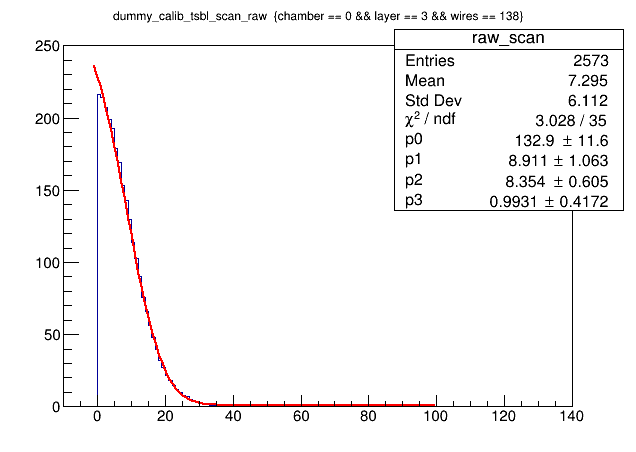 dummy_calib_tsbl_scan_raw {chamber == 0 && layer == 3 && wires == 138}
raw_scan
Entries 2573
Mean 7.295
Std Dev 6.112
χ² / ndf 3.028 / 35
p0 132.9 ± 11.6
p1 8.911 ± 1.063
p2 8.354 ± 0.605
p3 0.9931 ± 0.4172
250
200
150
100
50
0
0 20 40 60 80 100 120 140